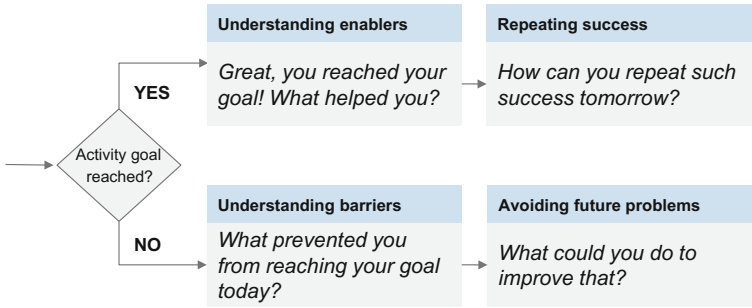 Understanding enablers
Great, you reached your
goal! What helped you?
Repeating success
How can you repeat such
success tomorrow?
YES
Activity goal
reached?
NO
Understanding barriers
What prevented you
from reaching your goal
today?
Avoiding future problems
What could you do to
improve that?